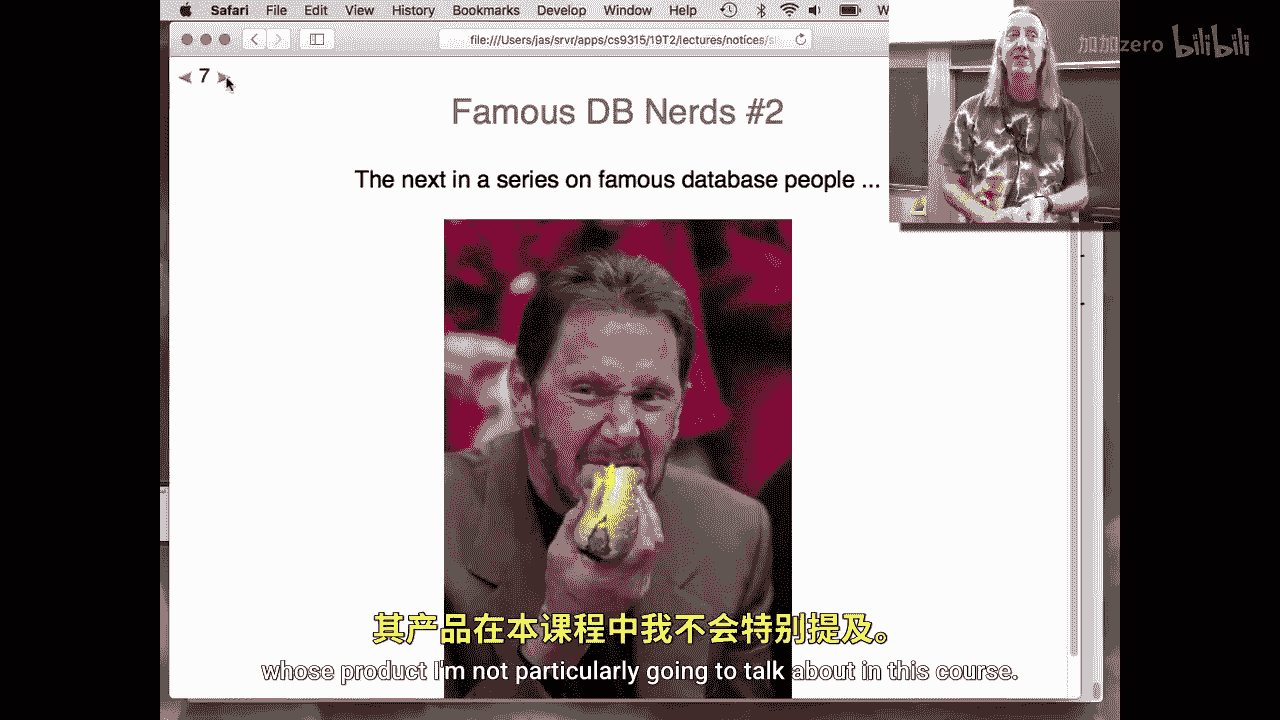 Safari File Edit View History Bookmarks Develop Window Help W
file:///Users/jas/srvr/apps/cs9315/19T2/lectures/notices/sl
加加zero bilibili
7
Famous DB Nerds #2
The next in a series on famous database people ...
其产品在本课程中我不会特别提及。
whose product I'm not particularly going to talk about in this course.